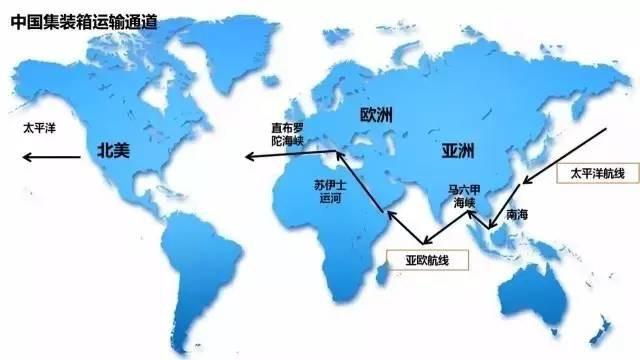 中国集装箱运输通道
太平洋
北美
直布罗
陀海峡
欧洲
亚洲
苏伊士
运河
马六甲
海峡
太平洋航线
南海
亚欧航线